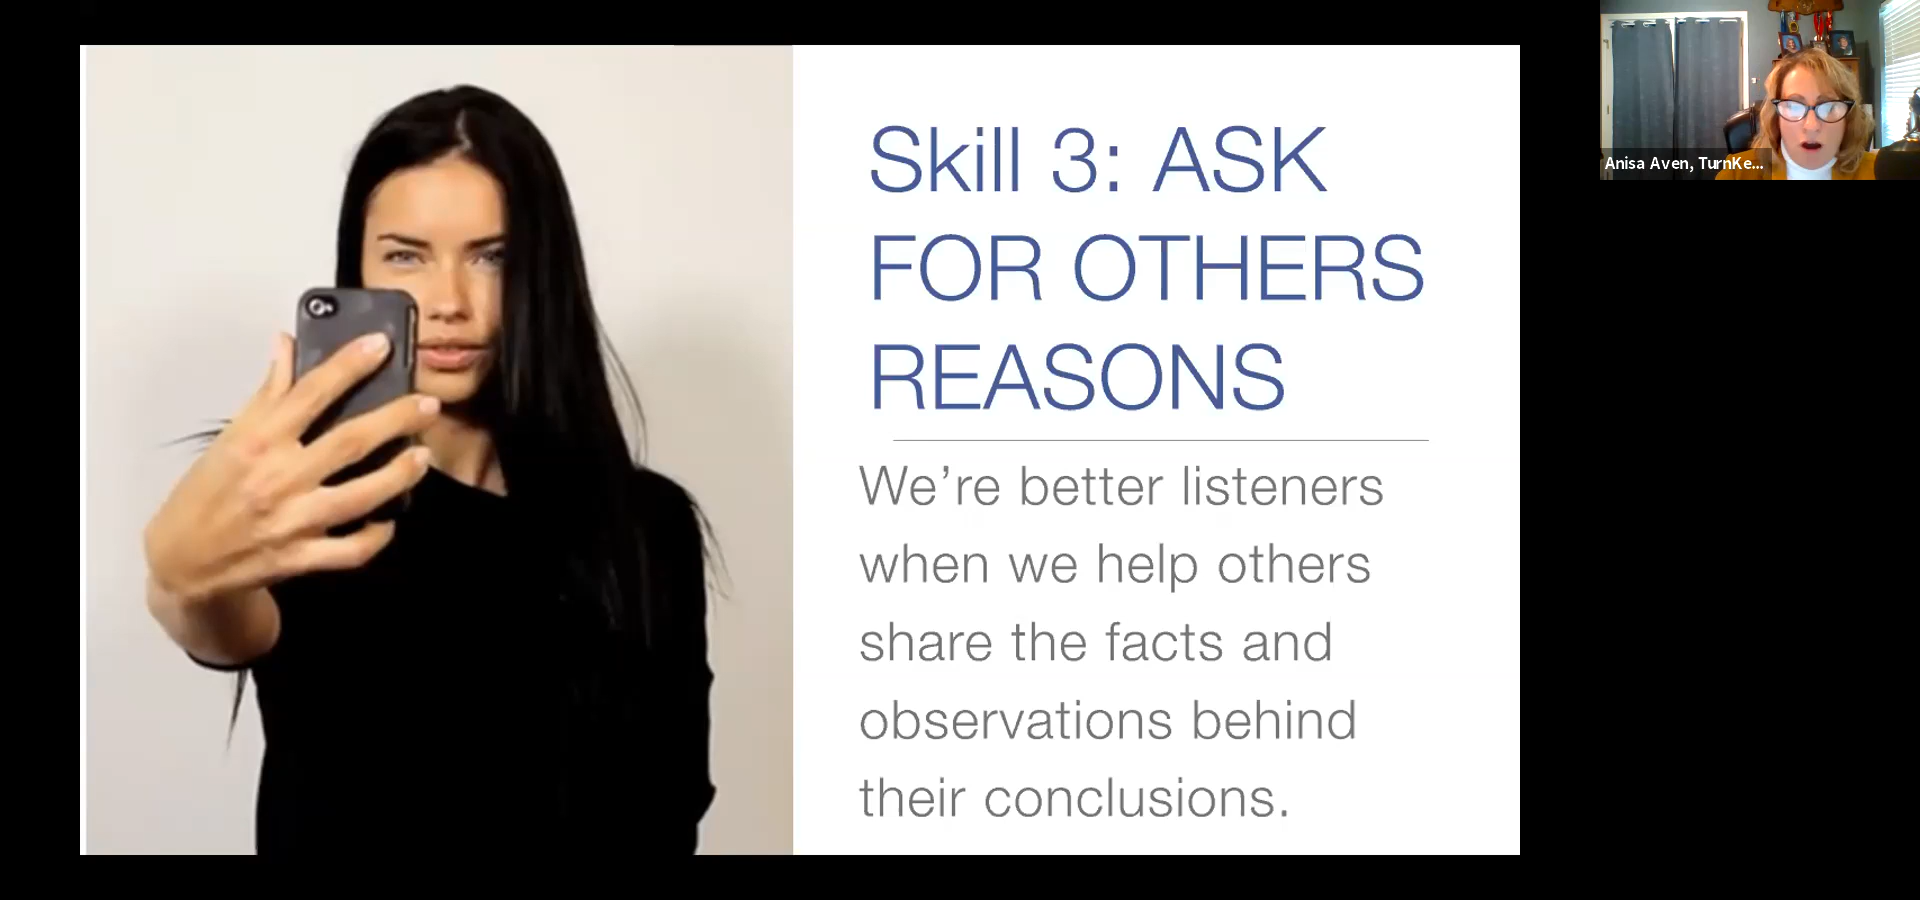 Skill 3: ASK
FOR OTHERS
REASONS
We’re better listeners
when we help others
share the facts and
observations behind
their conclusions.
Anisa Aven, TurnKe...